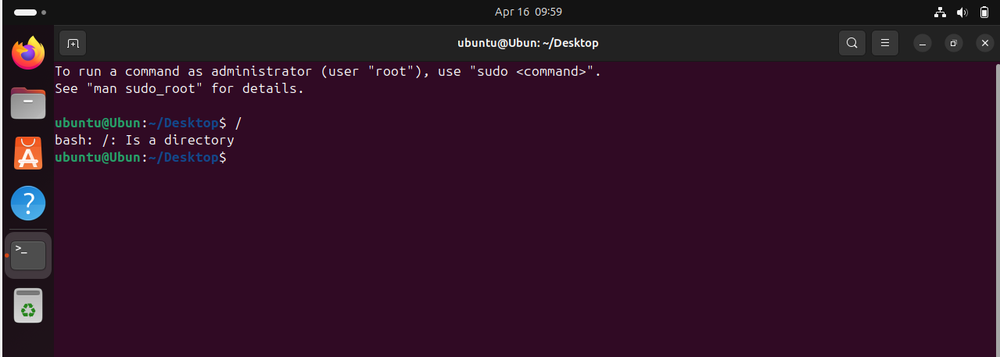 Apr 16 09:59
ubuntu@Ubun: ~/Desktop
To run a command as administrator (user "root"), use "sudo <command>".
See "man sudo_root" for details.
ubuntu@Ubun:~/Desktop$ /
bash: /: Is a directory
ubuntu@Ubun:~/Desktop$